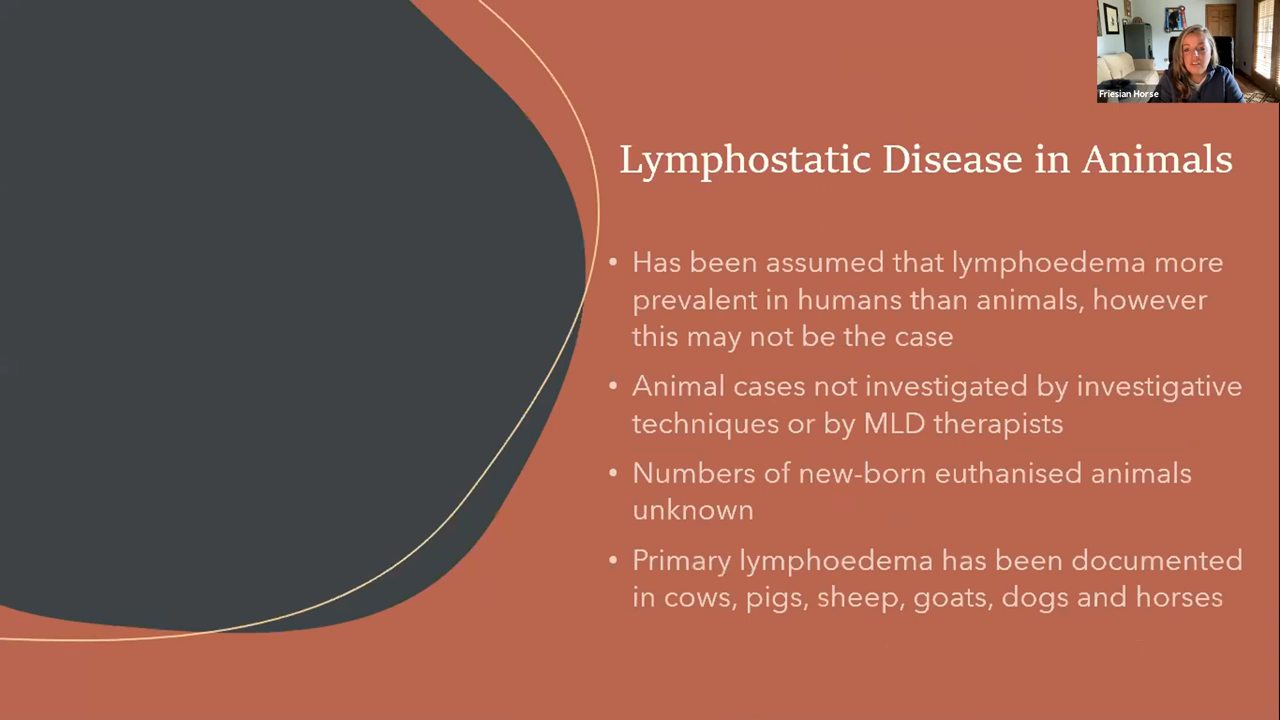 Friesian Horse
Lymphostatic Disease in Animals
• Has been assumed that lymphoedema more
prevalent in humans than animals, however
this may not be the case
• Animal cases not investigated by investigative
techniques or by MLD therapists
• Numbers of new-born euthanised animals
unknown
• Primary lymphoedema has been documented
in cows, pigs, sheep, goats, dogs and horses